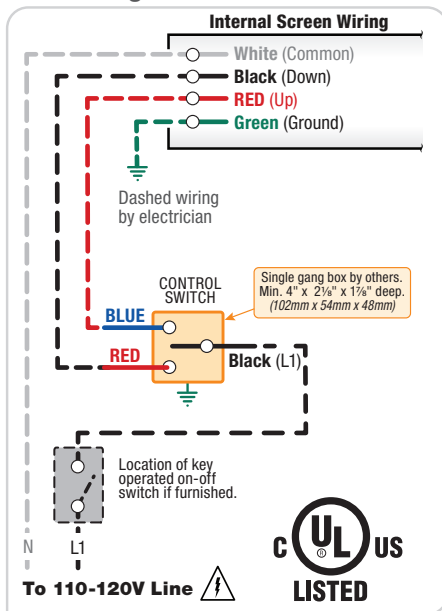 Internal Screen Wiring
White (Common)
Black (Down)
RED (Up)
Green (Ground)
Dashed wiring
by electrician
Single gang box by others.
Min. 4" x 2⅛" x 1⅞" deep.
(102mm x 54mm x 48mm)
CONTROL
SWITCH
BLUE
RED
Black (L1)
Location of key
operated on-off
switch if furnished.
N
L1
To 110-120V Line
C UL US
®
LISTED